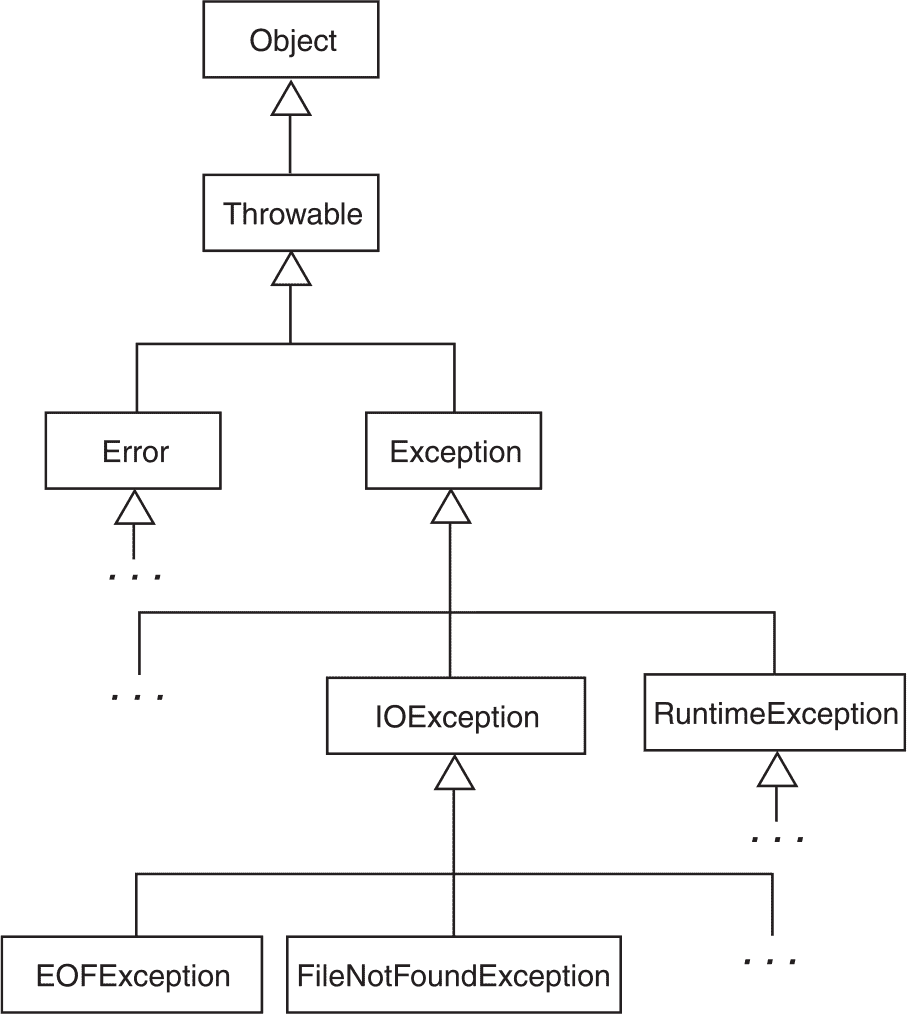 Object
Throwable
Error
Exception
. . .
. . .
IOException
RuntimeException
. . .
EOFException
FileNotFoundException
. . .